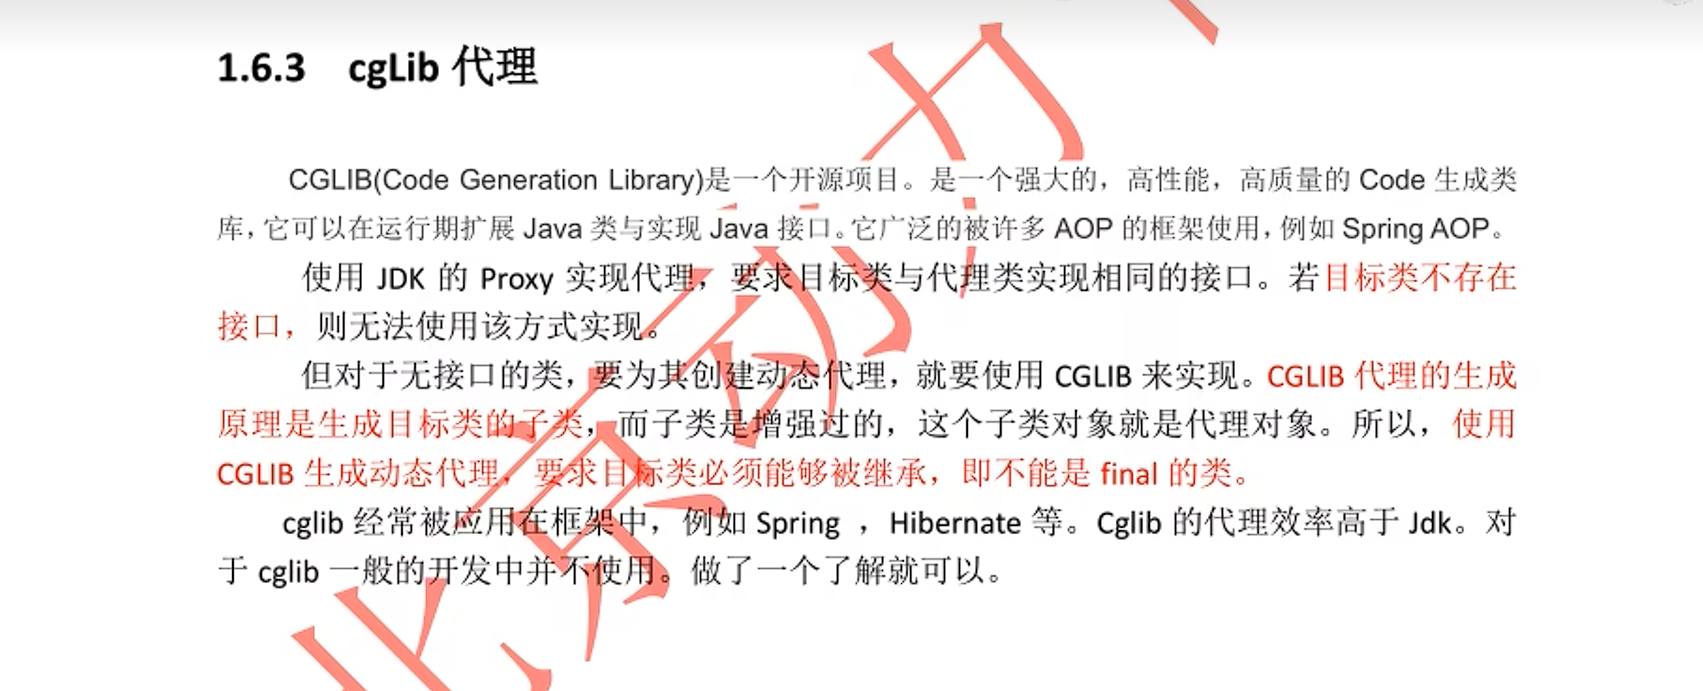 1.6.3 cgLib 代理
CGLIB(Code Generation Library)是一个开源项目。是一个强大的，高性能，高质量的 Code 生成类
库，它可以在运行期扩展 Java 类与实现 Java 接口。它广泛的被许多 AOP 的框架使用，例如 Spring AOP。
使用 JDK 的 Proxy 实现代理，要求目标类与代理类实现相同的接口。若目标类不存在
接口，则无法使用该方式实现。
但对于无接口的类，要为其创建动态代理，就要使用 CGLIB 来实现。CGLIB 代理的生成
原理是生成目标类的子类，而子类是增强过的，这个子类对象就是代理对象。所以，使用
CGLIB 生成动态代理，要求目标类必须能够被继承，即不能是 final 的类。
cglib 经常被应用在框架中，例如 Spring ，Hibernate 等。Cglib 的代理效率高于 Jdk。对
于 cglib 一般的开发中并不使用。做了一个了解就可以。
北京动力